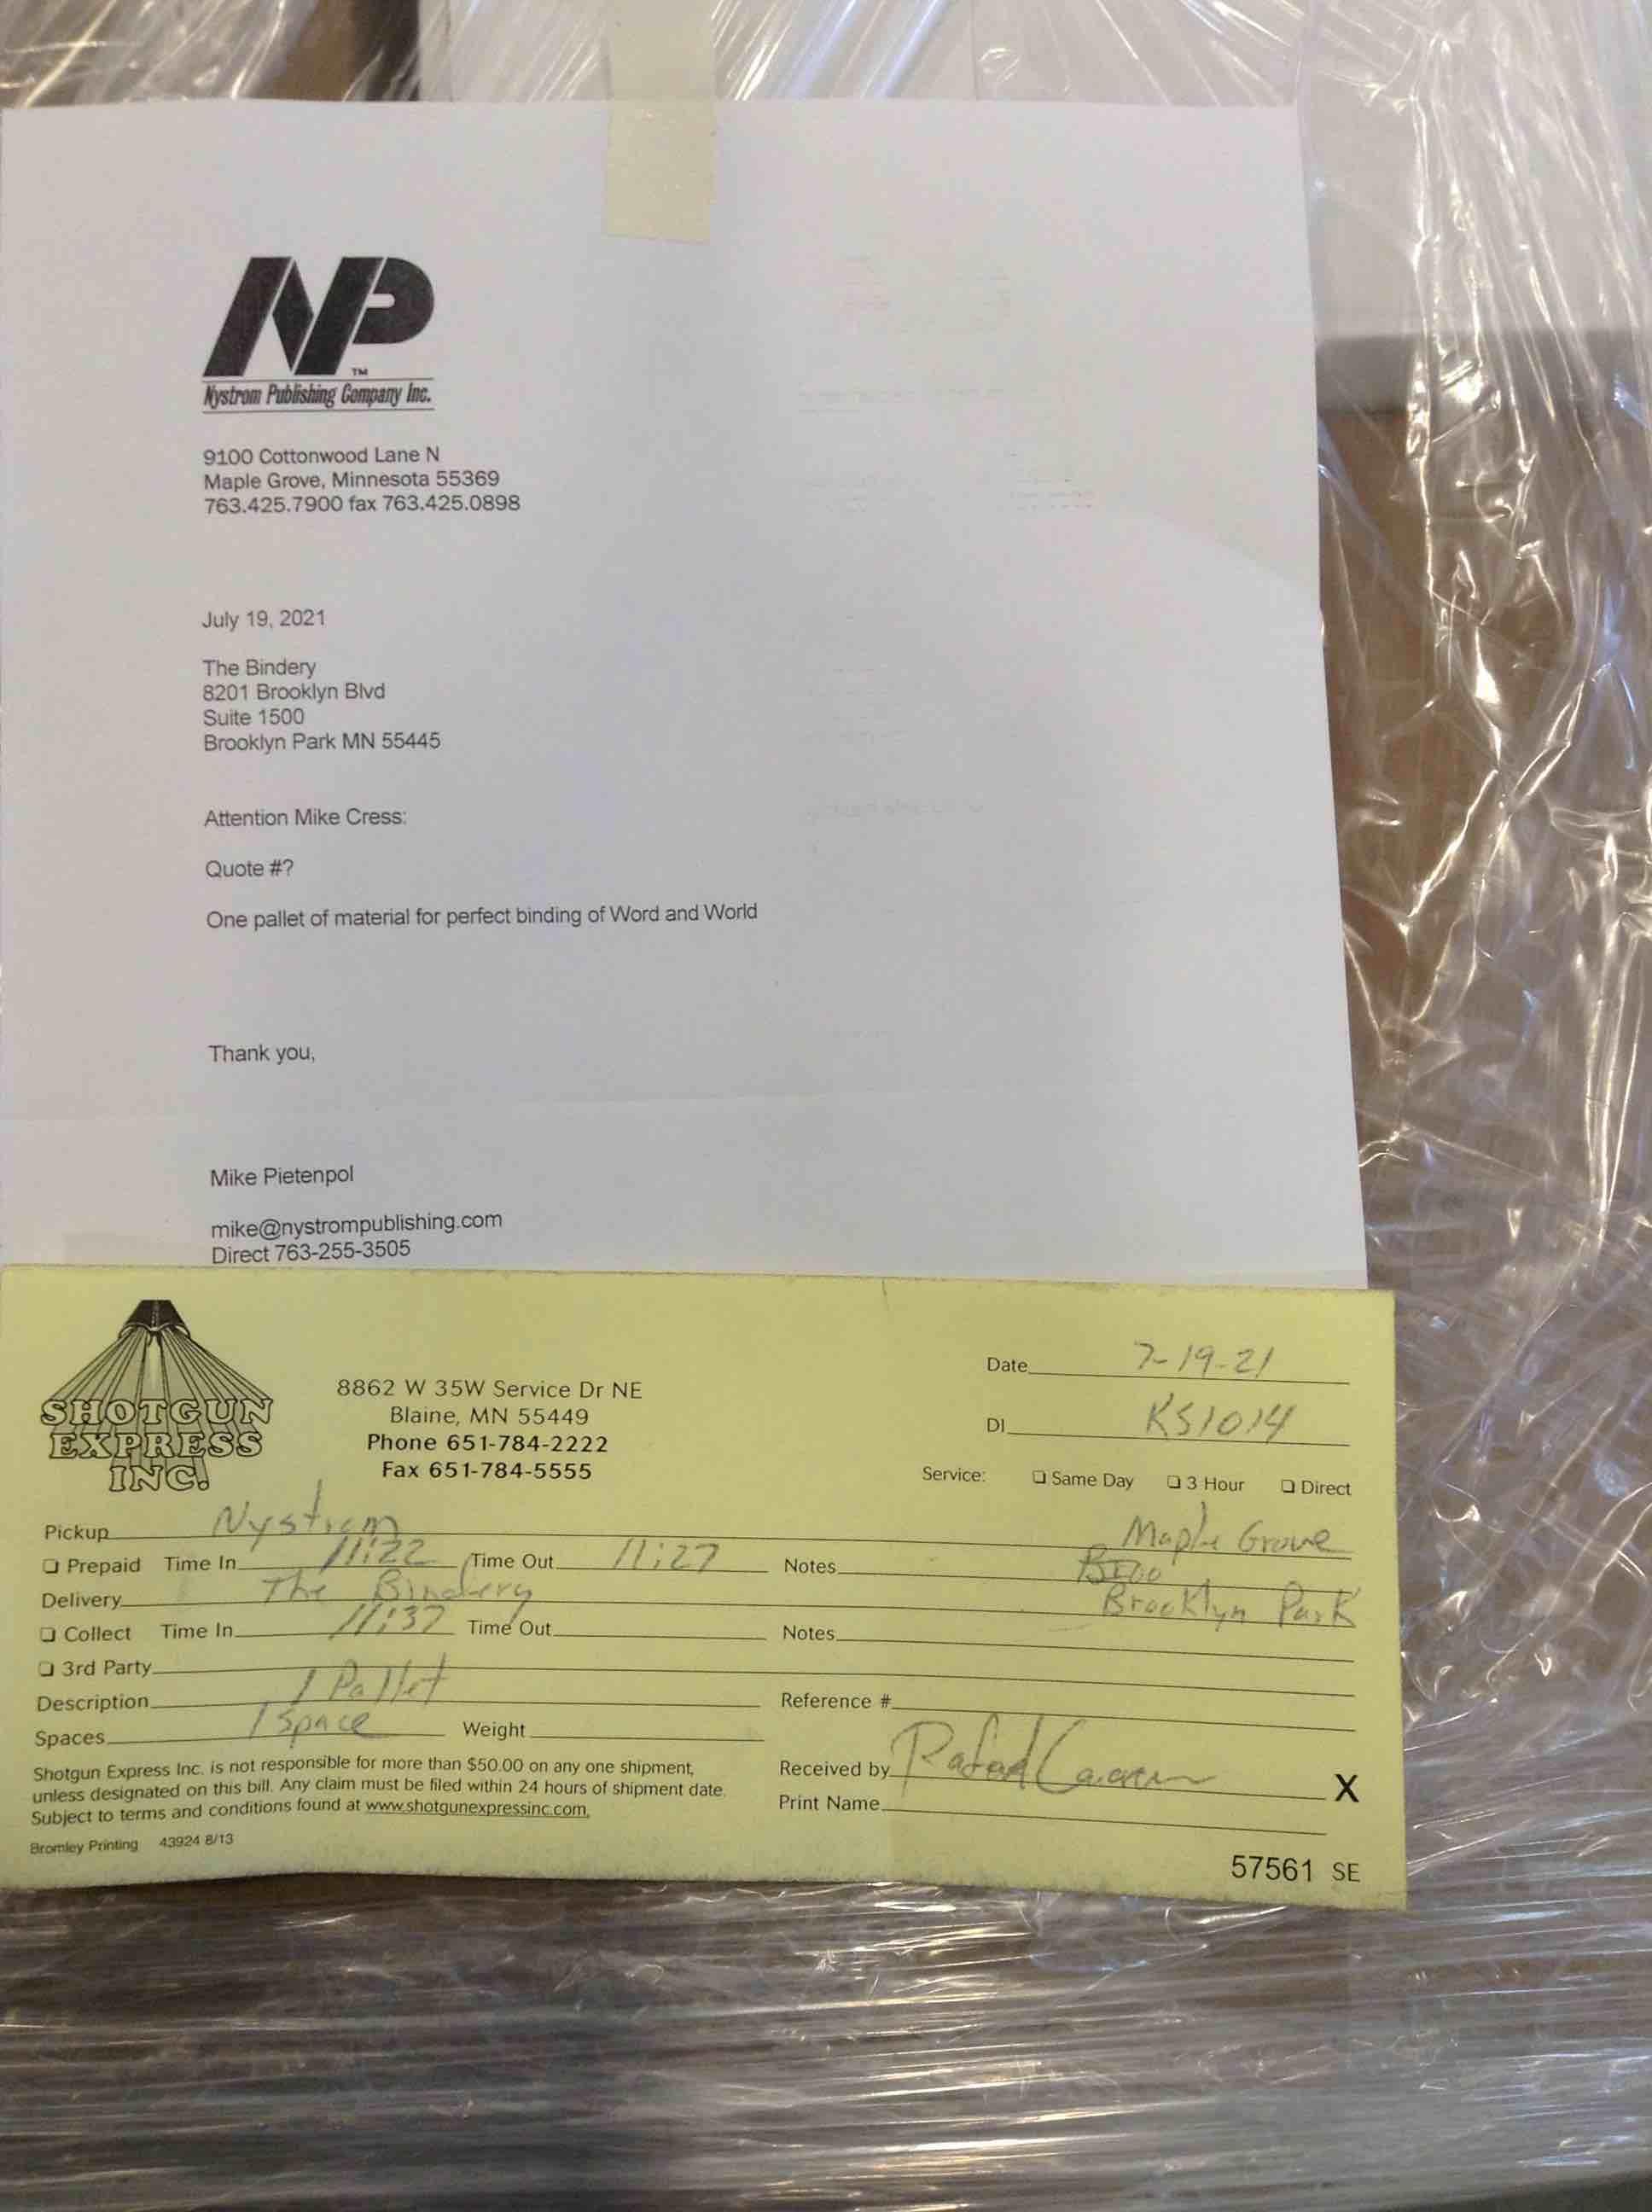 NP
TM
Nystrom Publishing Company Inc.
9100 Cottonwood Lane N
Maple Grove, Minnesota 55369
763.425.7900 fax 763.425.0898
July 19, 2021
The Bindery
8201 Brooklyn Blvd
Suite 1500
Brooklyn Park MN 55445
Attention Mike Cress:
Quote #?
One pallet of material for perfect binding of Word and World
Thank you,
Mike Pietenpol
mike@nystrompublishing.com
Direct 763-255-3505
SHOTGUN
EXPRESS
INC.
8862 W 35W Service Dr NE
Blaine, MN 55449
Phone 651-784-2222
Fax 651-784-5555
Date 7-19-21
DI KS1014
Service: ❏ Same Day ❏ 3 Hour ❏ Direct
Pickup Nystrom Maple Grove
❏ Prepaid Time In 11:22 Time Out 11:27 Notes
Delivery The Bindery Brooklyn Park
❏ Collect Time In 11:37 Time Out Notes
❏ 3rd Party
Description 1 Pallet Reference #
Spaces 1 Space Weight
Shotgun Express Inc. is not responsible for more than $50.00 on any one shipment,
unless designated on this bill. Any claim must be filed within 24 hours of shipment date.
Subject to terms and conditions found at www.shotgunexpressinc.com.
Received by X
Print Name
Bromley Printing 43924 8/13
57561 SE